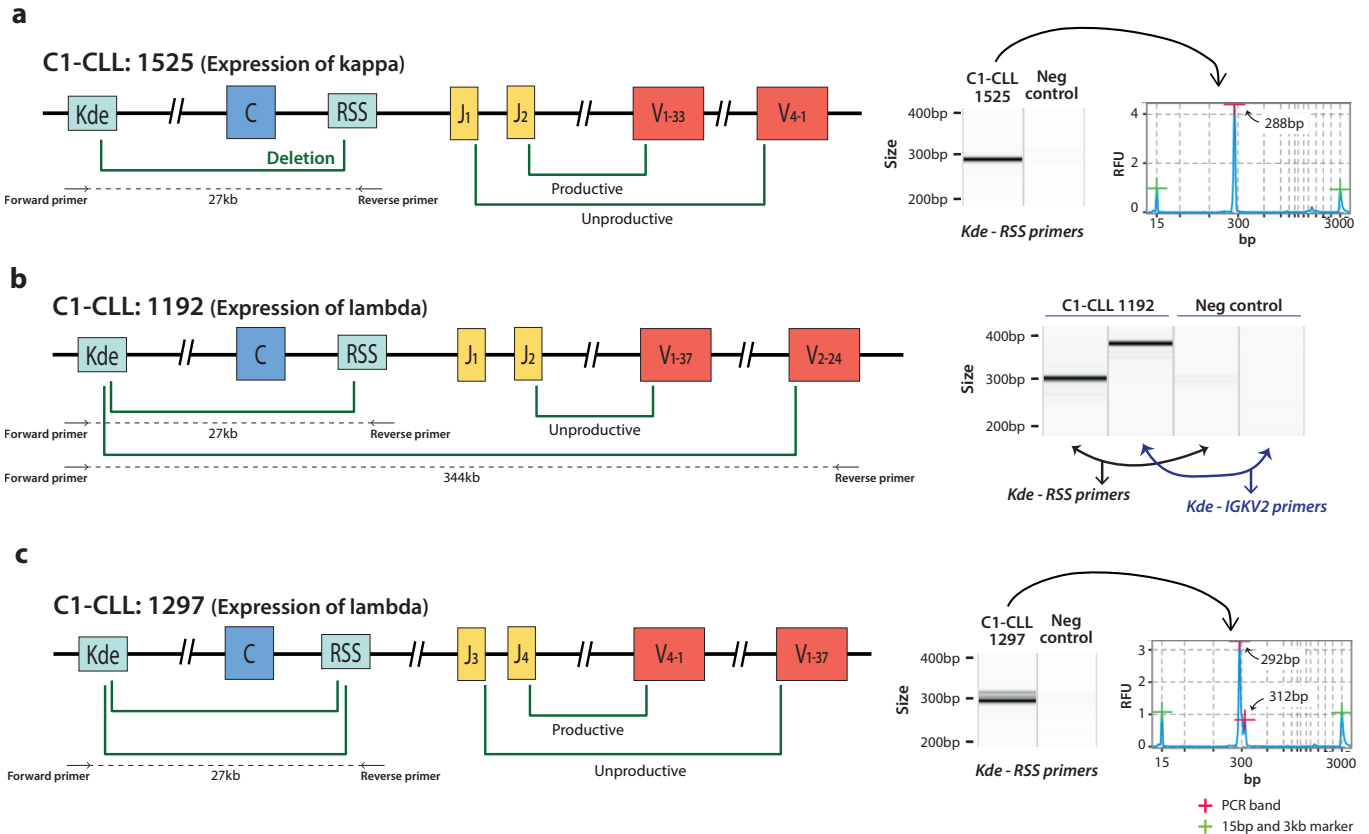 a
C1-CLL: 1525 (Expression of kappa)
Kde
C
RSS
J1
J2
V1-33
V4-1
Deletion
Productive
Unproductive
Forward primer
27kb
Reverse primer
C1-CLL
1525
Neg
control
400bp
300bp
200bp
Size
Kde - RSS primers
4
2
0
RFU
288bp
15
300
3000
bp
b
C1-CLL: 1192 (Expression of lambda)
Kde
C
RSS
J1
J2
V1-37
V2-24
Unproductive
Forward primer
27kb
Reverse primer
Forward primer
344kb
Reverse primer
C1-CLL 1192
Neg control
400bp
300bp
200bp
Size
Kde - RSS primers
Kde - IGKV2 primers
c
C1-CLL: 1297 (Expression of lambda)
Kde
C
RSS
J3
J4
V4-1
V1-37
Productive
Unproductive
Forward primer
27kb
Reverse primer
C1-CLL
1297
Neg
control
400bp
300bp
200bp
Size
Kde - RSS primers
3
2
1
0
RFU
292bp
312bp
15
300
3000
bp
PCR band
15bp and 3kb marker